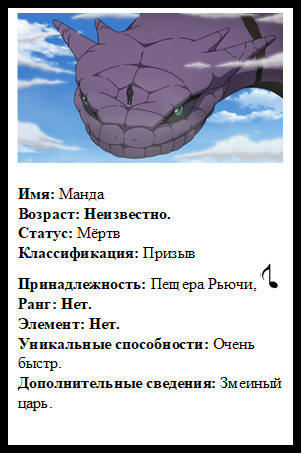 Имя: Манда
Возраст: Неизвестно.
Статус: Мёртв
Классификация: Призыв
Принадлежность: Пещера Рьючи,
Ранг: Нет.
Элемент: Нет.
Уникальные способности: Очень
быстр.
Дополнительные сведения: Змеиный
царь.